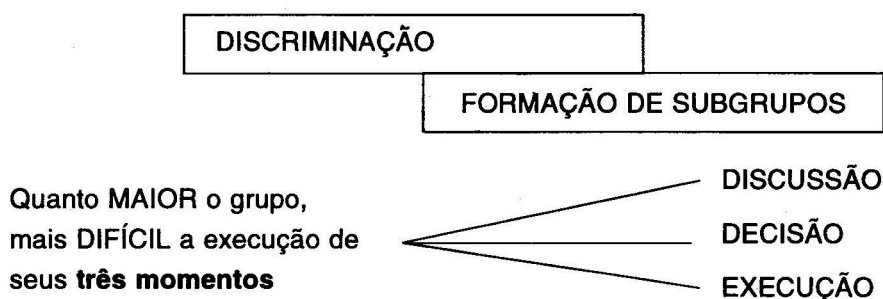 DISCRIMINAÇÃO
FORMAÇÃO DE SUBGRUPOS
Quanto MAIOR o grupo,
mais DIFÍCIL a execução de
seus três momentos
DISCUSSÃO
DECISÃO
EXECUÇÃO